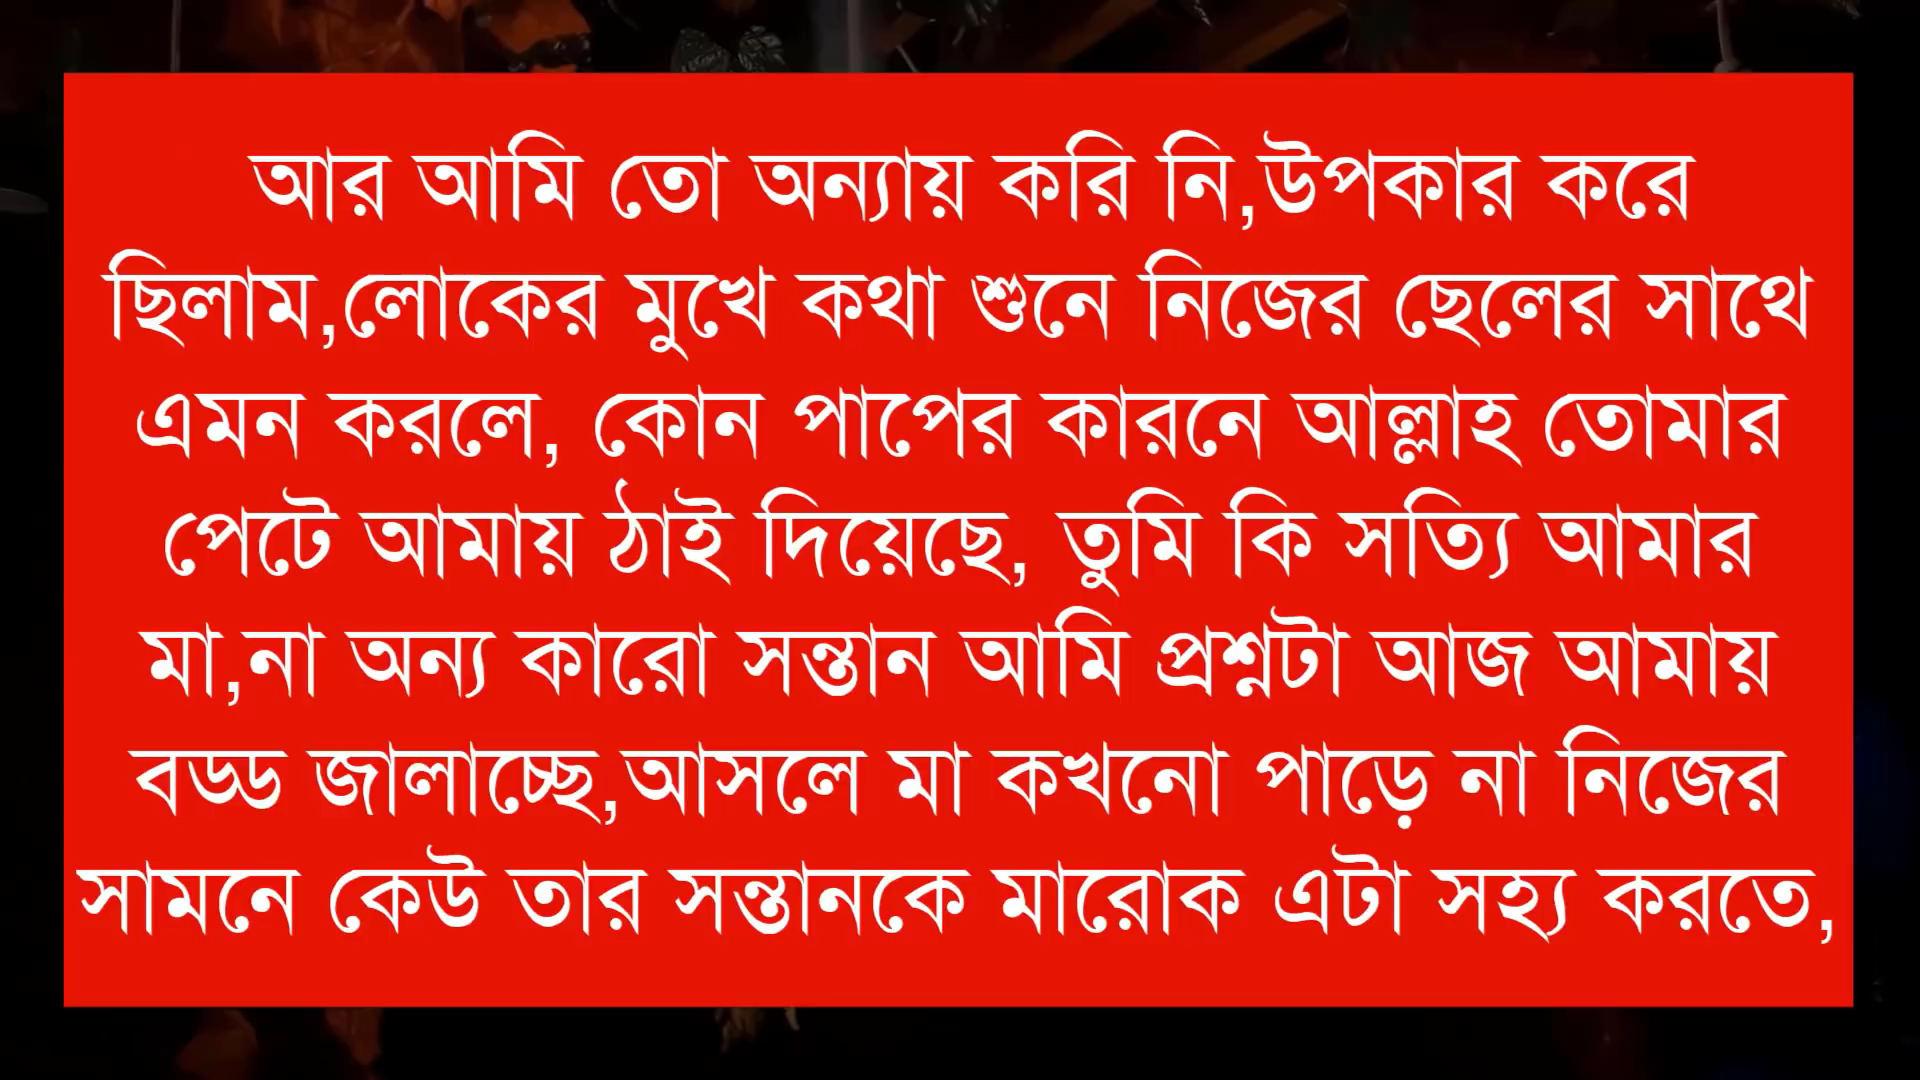 আর আমি তো অন্যায় করি নি,উপকার করে
ছিলাম,লোকের মুখে কথা শুনে নিজের ছেলের সাথে
এমন করলে, কোন পাপের কারনে আল্লাহ তোমার
পেটে আমায় ঠাই দিয়েছে, তুমি কি সত্যি আমার
মা,না অন্য কারো সন্তান আমি প্রশ্নটা আজ আমায়
বড্ড জালাচ্ছে,আসলে মা কখনো পাড়ে না নিজের
সামনে কেউ তার সন্তানকে মারোক এটা সহ্য করতে,